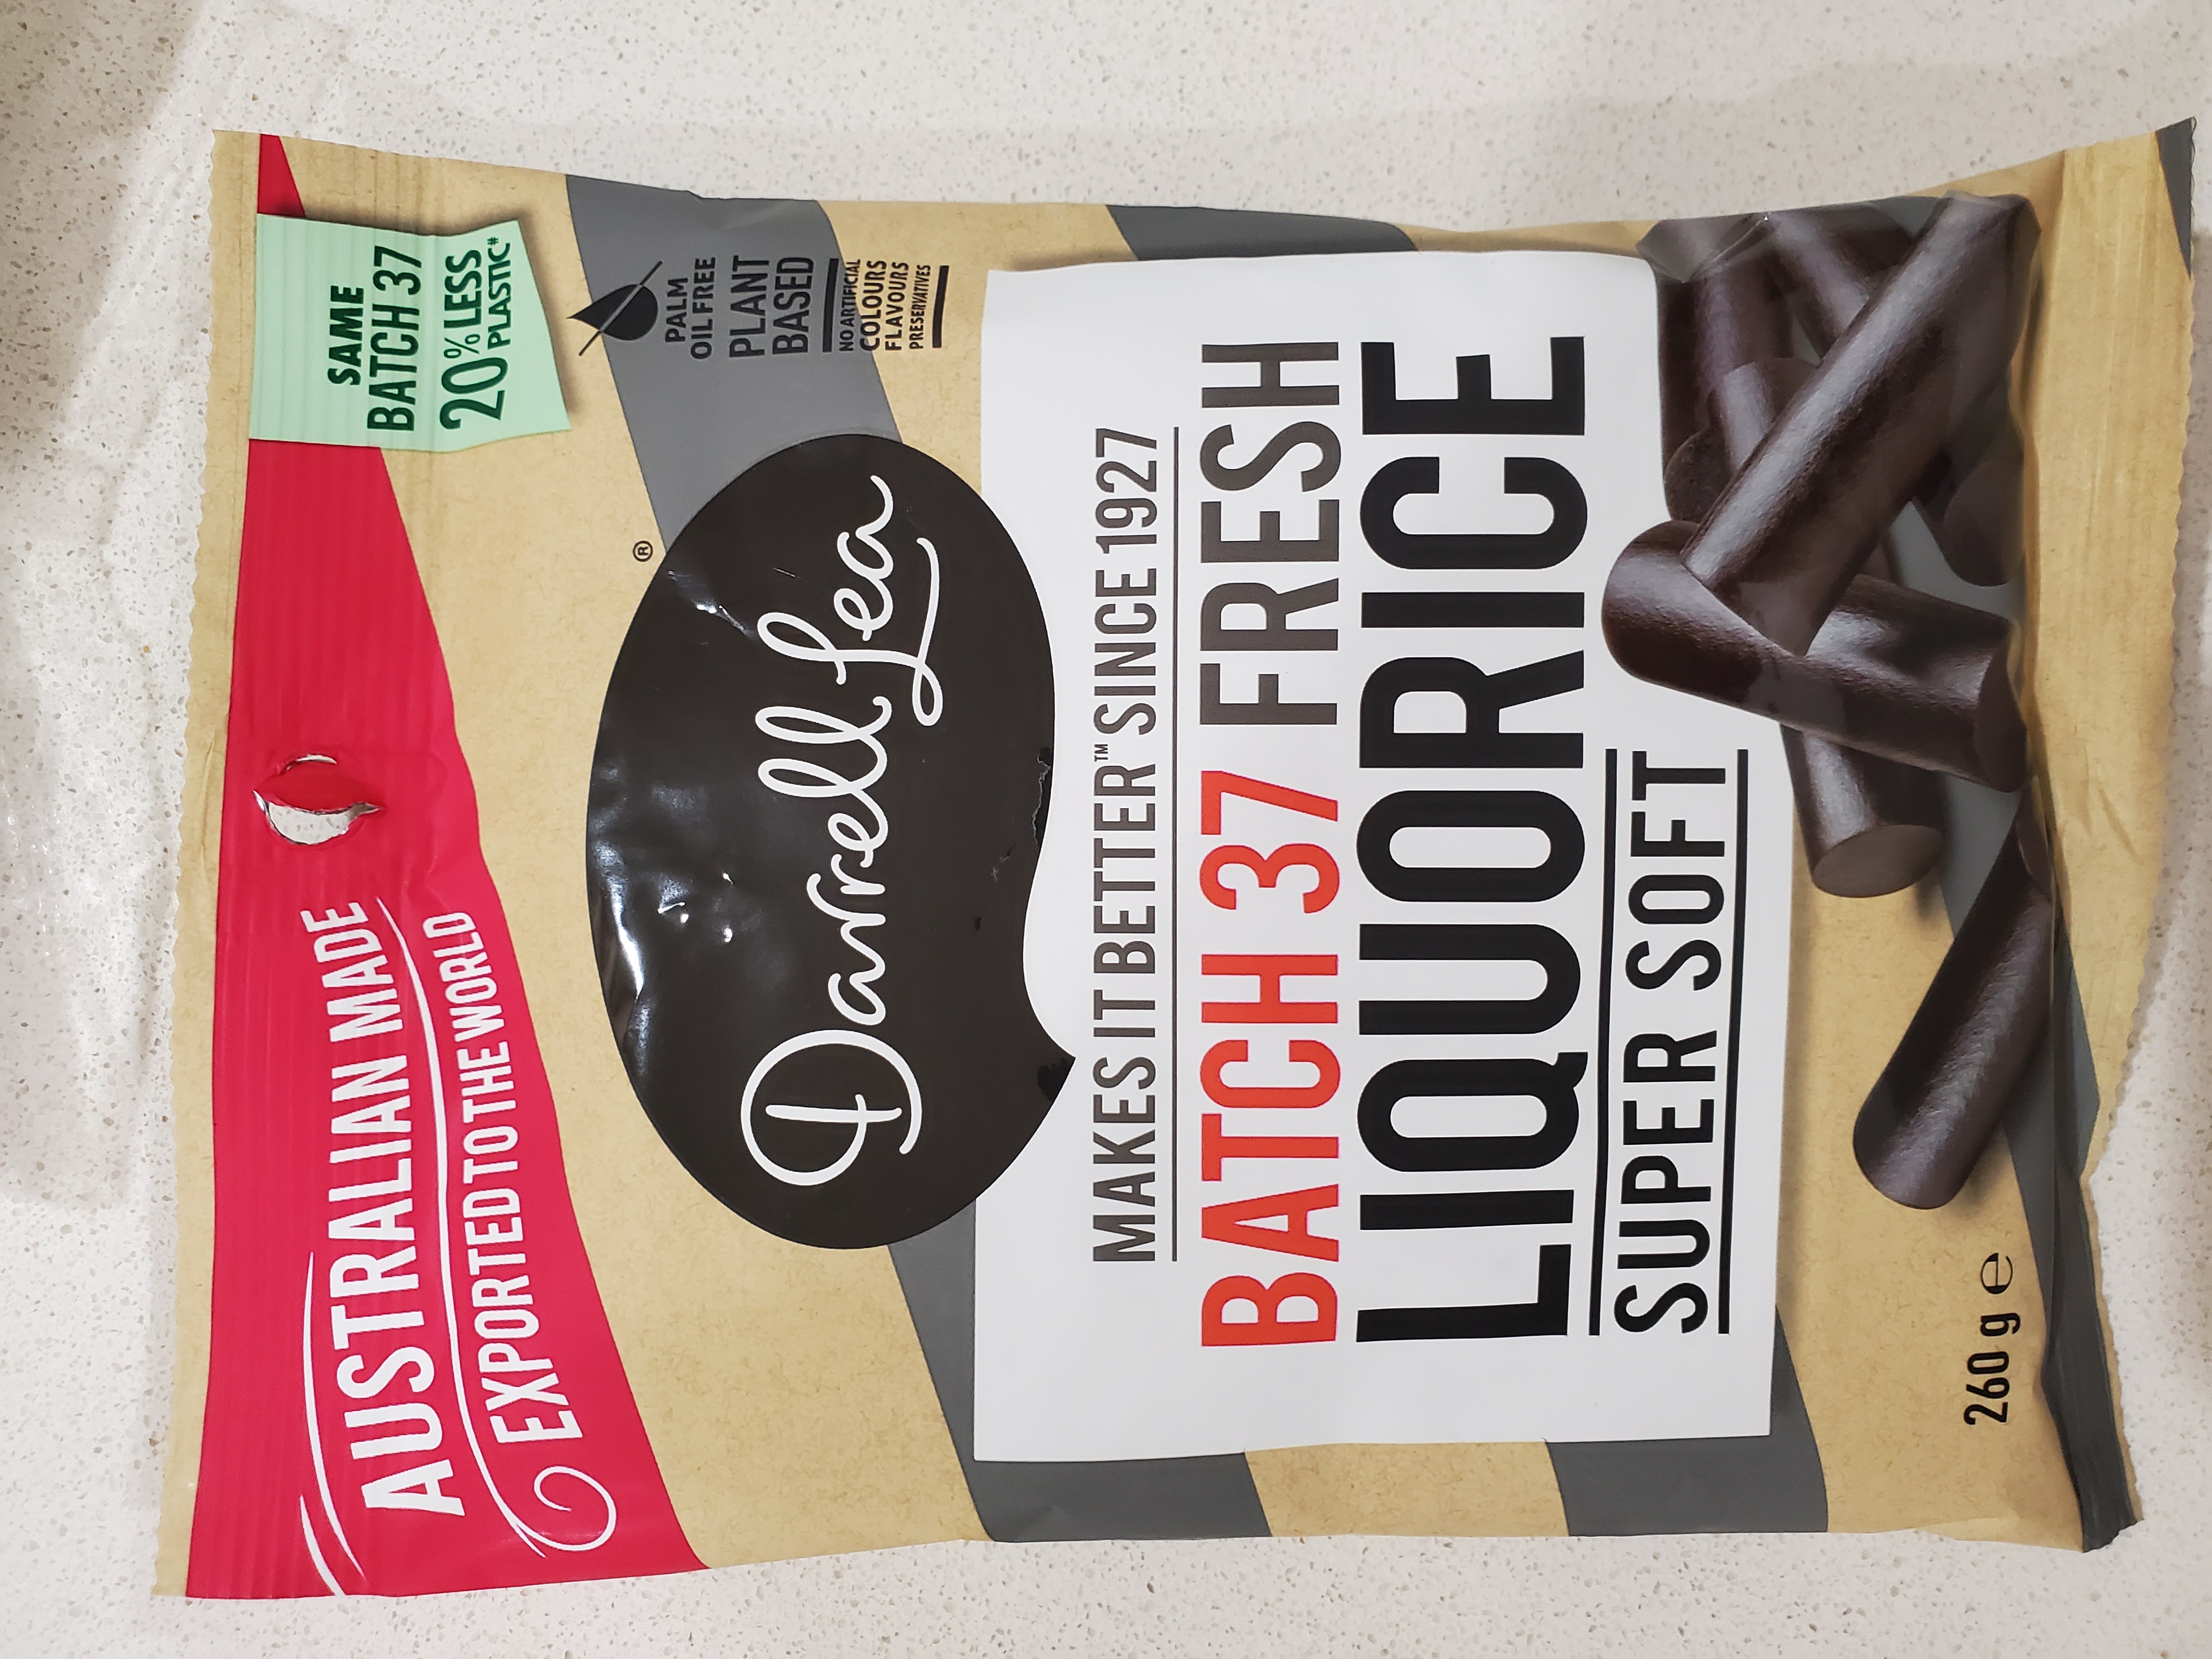 AUSTRALIAN MADE
EXPORTED TO THE WORLD
SAME
BATCH 37
20% LESS
PLASTIC#
PALM
OIL FREE
PLANT
BASED
NO ARTIFICIAL
COLOURS
FLAVOURS
PRESERVATIVES
Darrell Lea®
MAKES IT BETTER™ SINCE 1927
BATCH 37 FRESH
LIQUORICE
SUPER SOFT
260 g e